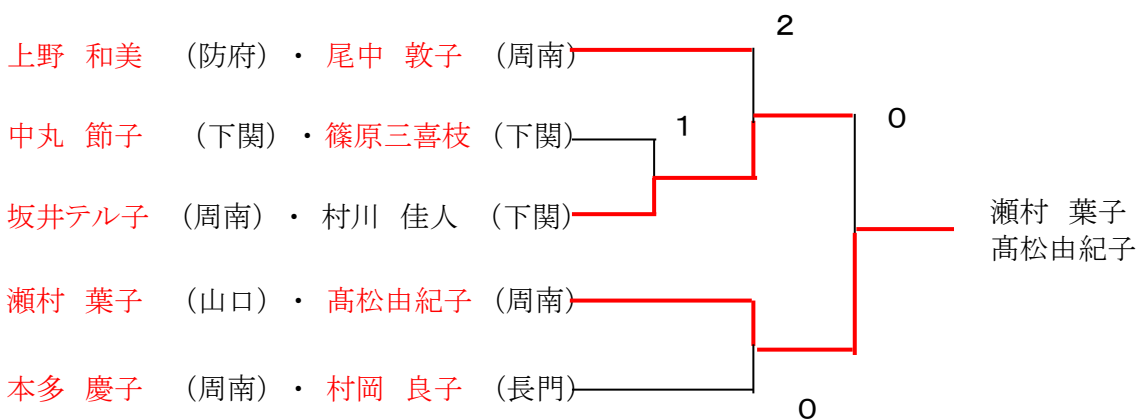 2
上野 和美 (防府) ・ 尾中 敦子 (周南)
0
中丸 節子 (下関) ・ 篠原三喜枝 (下関)
1
坂井テル子 (周南) ・ 村川 佳人 (下関)
瀬村 葉子
髙松由紀子
瀬村 葉子 (山口) ・ 髙松由紀子 (周南)
本多 慶子 (周南) ・ 村岡 良子 (長門)
0